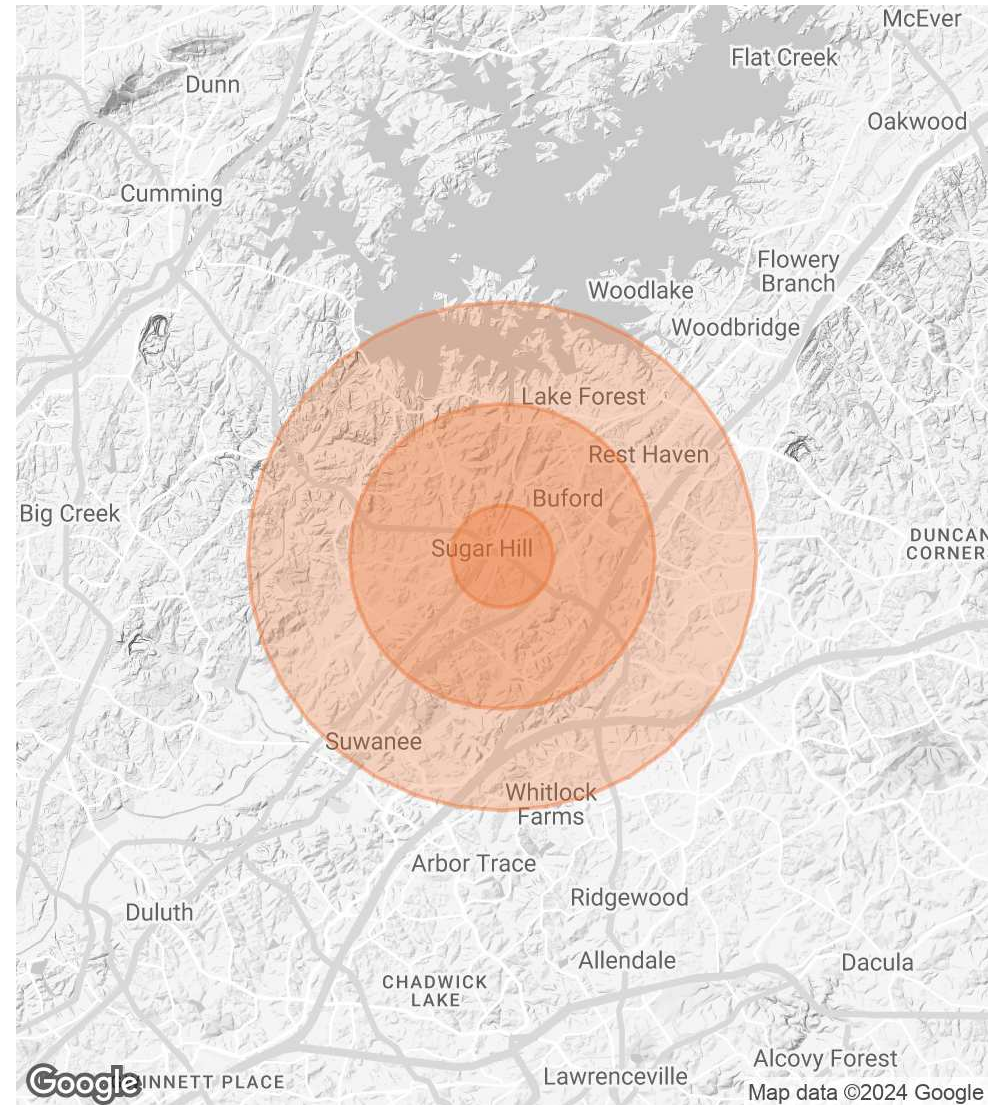 McEver
Flat Creek
Dunn
Oakwood
Cumming
Flowery
Branch
Woodlake
Woodbridge
Lake Forest
Rest Haven
Buford
Big Creek
DUNCAN
CORNER
Sugar Hill
Suwanee
Whitlock
Farms
Arbor Trace
Ridgewood
Duluth
Allendale
Dacula
CHADWICK
LAKE
Alcovy Forest
Lawrenceville
Google
INNETT PLACE
Map data ©2024 Google